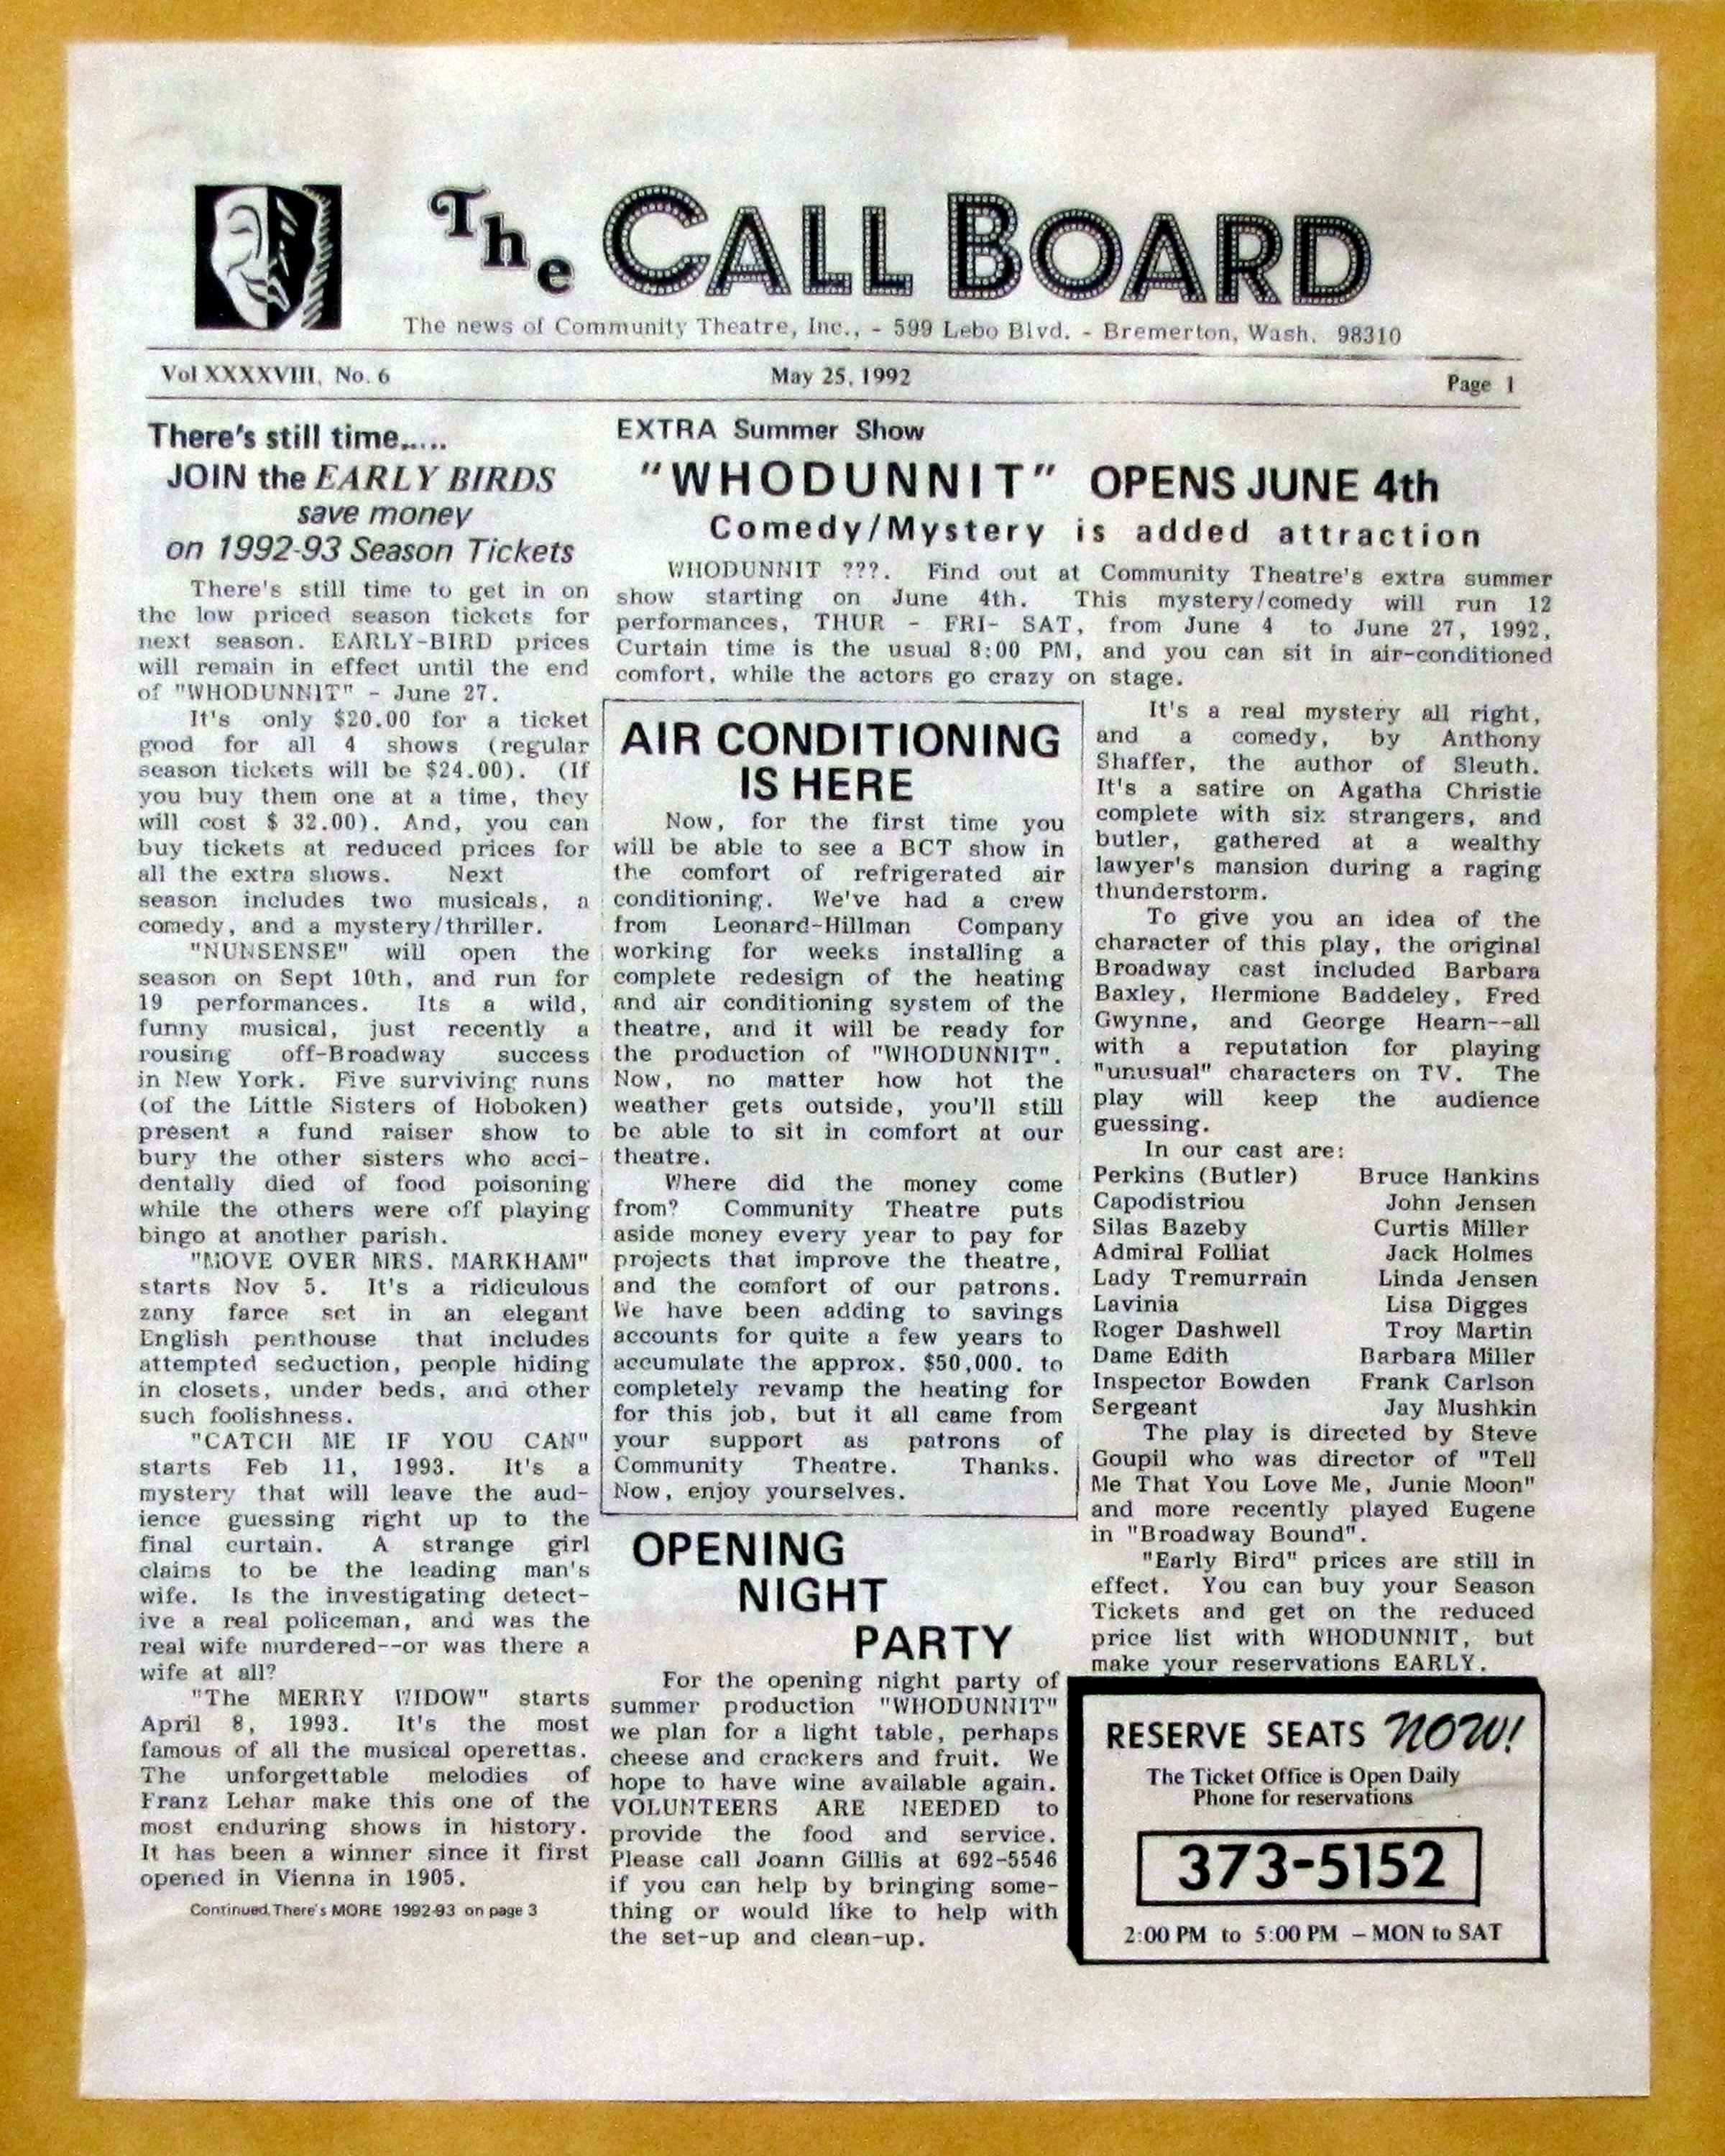 The CALL BOARD
The news of Community Theatre, Inc., - 599 Lebo Blvd. - Bremerton, Wash. 98310
Vol XXXXVIII, No. 6 May 25, 1992 Page 1
There's still time.....
JOIN the EARLY BIRDS
save money
on 1992-93 Season Tickets
There's still time to get in on
the low priced season tickets for
next season. EARLY-BIRD prices
will remain in effect until the end
of "WHODUNNIT" - June 27.
It's only $20.00 for a ticket
good for all 4 shows (regular
season tickets will be $24.00). (If
you buy them one at a time, they
will cost $ 32.00). And, you can
buy tickets at reduced prices for
all the extra shows. Next
season includes two musicals, a
comedy, and a mystery/thriller.
"NUNSENSE" will open the
season on Sept 10th, and run for
19 performances. Its a wild,
funny musical, just recently a
rousing off-Broadway success
in New York. Five surviving nuns
(of the Little Sisters of Hoboken)
present a fund raiser show to
bury the other sisters who acci-
dentally died of food poisoning
while the others were off playing
bingo at another parish.
"MOVE OVER MRS. MARKHAM"
starts Nov 5. It's a ridiculous
zany farce set in an elegant
English penthouse that includes
attempted seduction, people hiding
in closets, under beds, and other
such foolishness.
"CATCH ME IF YOU CAN"
starts Feb 11, 1993. It's a
mystery that will leave the aud-
ience guessing right up to the
final curtain. A strange girl
claims to be the leading man's
wife. Is the investigating detect-
ive a real policeman, and was the
real wife murdered--or was there a
wife at all?
"The MERRY WIDOW" starts
April 8, 1993. It's the most
famous of all the musical operettas.
The unforgettable melodies of
Franz Lehar make this one of the
most enduring shows in history.
It has been a winner since it first
opened in Vienna in 1905.
Continued. There's MORE 1992-93 on page 3
EXTRA Summer Show
"WHODUNNIT" OPENS JUNE 4th
Comedy/Mystery is added attraction
WHODUNNIT ???. Find out at Community Theatre's extra summer
show starting on June 4th. This mystery/comedy will run 12
performances, THUR - FRI- SAT, from June 4 to June 27, 1992,
Curtain time is the usual 8:00 PM, and you can sit in air-conditioned
comfort, while the actors go crazy on stage.
AIR CONDITIONING
IS HERE
Now, for the first time you
will be able to see a BCT show in
the comfort of refrigerated air
conditioning. We've had a crew
from Leonard-Hillman Company
working for weeks installing a
complete redesign of the heating
and air conditioning system of the
theatre, and it will be ready for
the production of "WHODUNNIT".
Now, no matter how hot the
weather gets outside, you'll still
be able to sit in comfort at our
theatre.
Where did the money come
from? Community Theatre puts
aside money every year to pay for
projects that improve the theatre,
and the comfort of our patrons.
We have been adding to savings
accounts for quite a few years to
accumulate the approx. $50,000. to
completely revamp the heating for
for this job, but it all came from
your support as patrons of
Community Theatre. Thanks.
Now, enjoy yourselves.
OPENING
NIGHT
PARTY
For the opening night party of
summer production "WHODUNNIT"
we plan for a light table, perhaps
cheese and crackers and fruit. We
hope to have wine available again.
VOLUNTEERS ARE NEEDED to
provide the food and service.
Please call Joann Gillis at 692-5546
if you can help by bringing some-
thing or would like to help with
the set-up and clean-up.
It's a real mystery all right,
and a comedy, by Anthony
Shaffer, the author of Sleuth.
It's a satire on Agatha Christie
complete with six strangers, and
butler, gathered at a wealthy
lawyer's mansion during a raging
thunderstorm.
To give you an idea of the
character of this play, the original
Broadway cast included Barbara
Baxley, Hermione Baddeley, Fred
Gwynne, and George Hearn--all
with a reputation for playing
"unusual" characters on TV. The
play will keep the audience
guessing.
In our cast are:
Perkins (Butler) Bruce Hankins
Capodistriou John Jensen
Silas Bazeby Curtis Miller
Admiral Folliat Jack Holmes
Lady Tremurrain Linda Jensen
Lavinia Lisa Digges
Roger Dashwell Troy Martin
Dame Edith Barbara Miller
Inspector Bowden Frank Carlson
Sergeant Jay Mushkin
The play is directed by Steve
Goupil who was director of "Tell
Me That You Love Me, Junie Moon"
and more recently played Eugene
in "Broadway Bound".
"Early Bird" prices are still in
effect. You can buy your Season
Tickets and get on the reduced
price list with WHODUNNIT, but
make your reservations EARLY.
RESERVE SEATS NOW!
The Ticket Office is Open Daily
Phone for reservations
373-5152
2:00 PM to 5:00 PM – MON to SAT